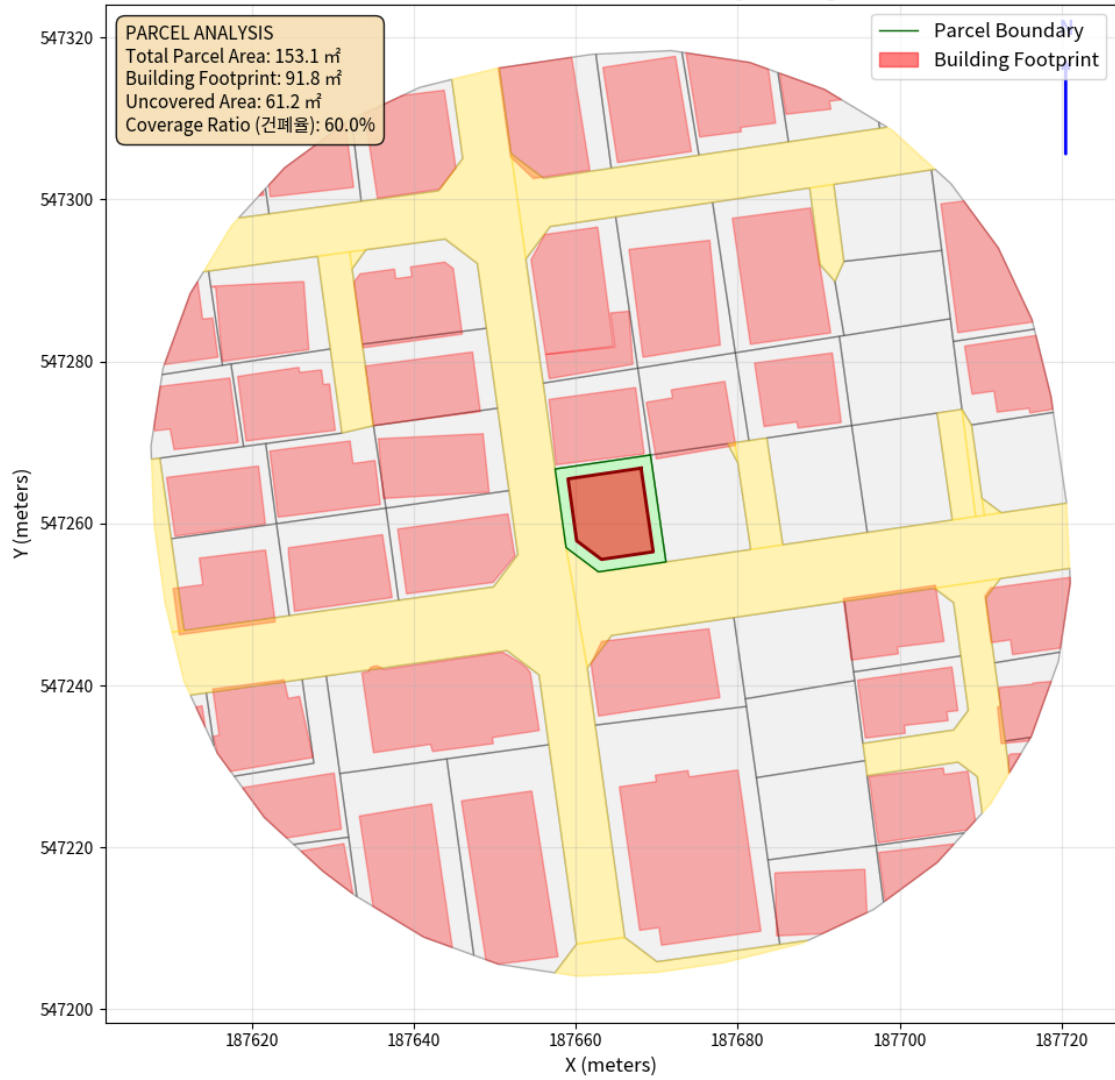 PARCEL ANALYSIS
Total Parcel Area: 153.1 ㎡
Building Footprint: 91.8 ㎡
Uncovered Area: 61.2 ㎡
Coverage Ratio (건폐율): 60.0%
Parcel Boundary
Building Footprint
N
547320
547300
547280
547260
547240
547220
547200
Y (meters)
187620
187640
187660
187680
187700
187720
X (meters)